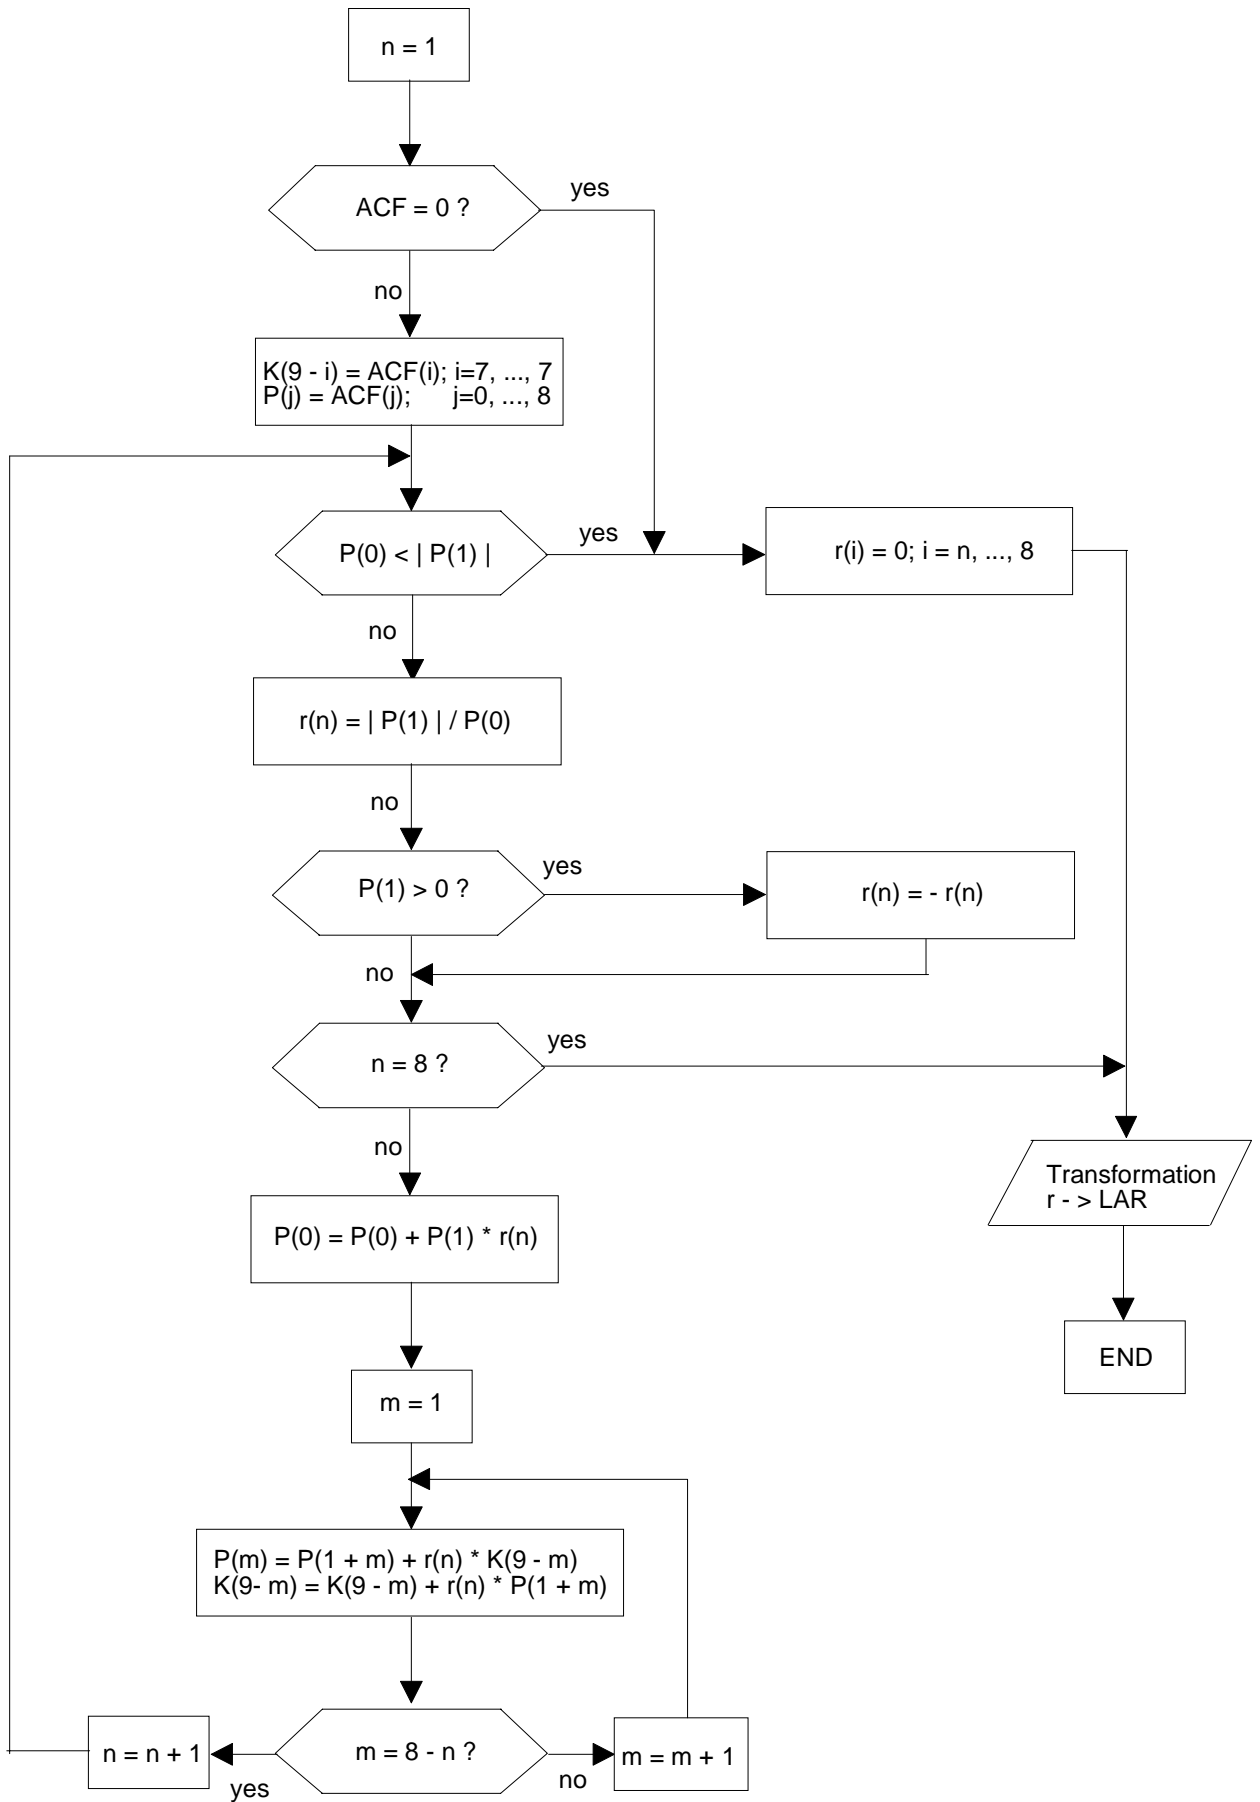 n = 1
ACF = 0 ?
yes
no
K(9 - i) = ACF(i); i=7, ..., 7
P(j) = ACF(j); j=0, ..., 8
P(0) < | P(1) |
yes
r(i) = 0; i = n, ..., 8
no
r(n) = | P(1) | / P(0)
no
P(1) > 0 ?
yes
r(n) = - r(n)
no
n = 8 ?
yes
no
Transformation
r - > LAR
P(0) = P(0) + P(1) * r(n)
END
m = 1
P(m) = P(1 + m) + r(n) * K(9 - m)
K(9- m) = K(9 - m) + r(n) * P(1 + m)
n = n + 1
yes
m = 8 - n ?
no
m = m + 1